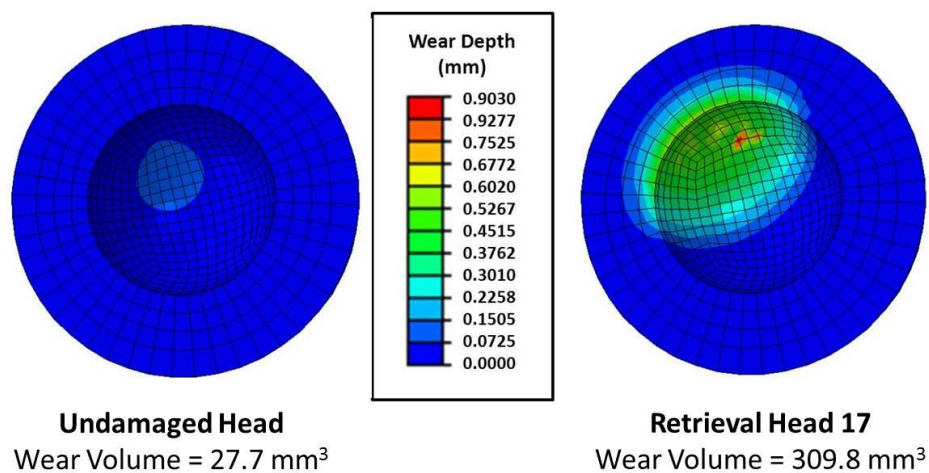 Wear Depth
(mm)
0.9030
0.9277
0.7525
0.6772
0.6020
0.5267
0.4515
0.3762
0.3010
0.2258
0.1505
0.0725
0.0000
Undamaged Head
Wear Volume = 27.7 mm³
Retrieval Head 17
Wear Volume = 309.8 mm³